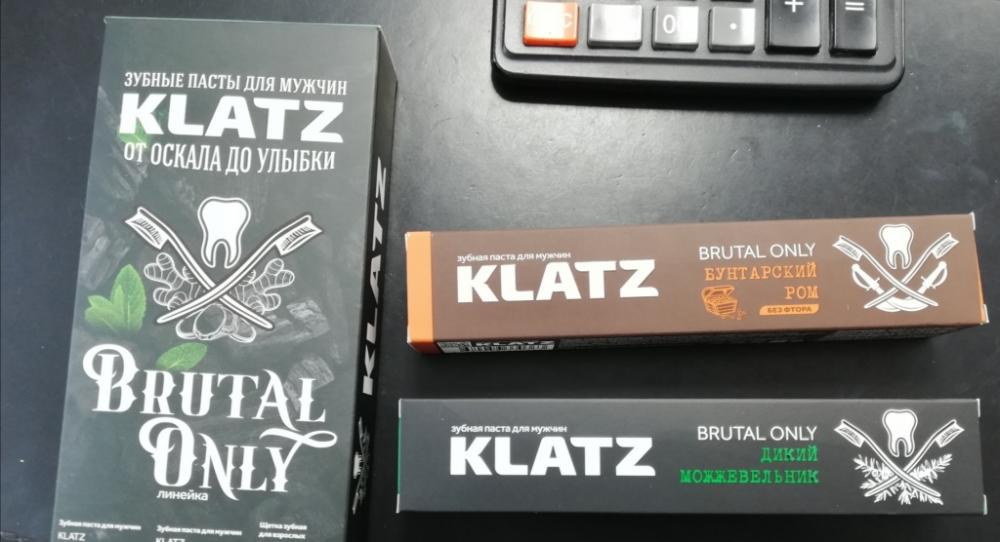 ЗУБНЫЕ ПАСТЫ ДЛЯ МУЖЧИН
KLATZ
ОТ ОСКАЛА ДО УЛЫБКИ
BRUTAL
ONLY
линейка
Зубная паста для мужчин
KLATZ
Зубная паста для мужчин
KLATZ
Щетка зубная
для взрослых
KLATZ
зубная паста для мужчин
KLATZ
BRUTAL ONLY
БУНТАРСКИЙ
РОМ
БЕЗ ФТОРА
KLATZ
зубная паста для мужчин
KLATZ
BRUTAL ONLY
ДИКИЙ
МОЖЖЕВЕЛЬНИК
+
=